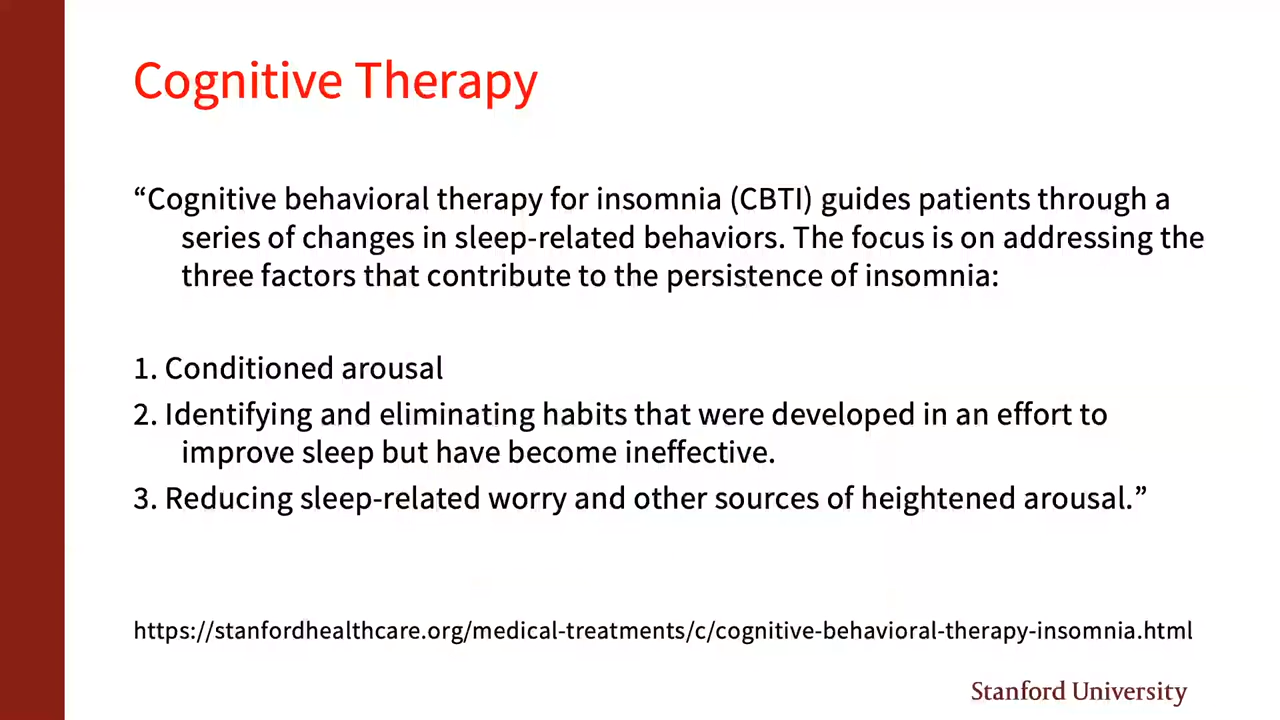 Cognitive Therapy
“Cognitive behavioral therapy for insomnia (CBTI) guides patients through a
series of changes in sleep-related behaviors. The focus is on addressing the
three factors that contribute to the persistence of insomnia:
1. Conditioned arousal
2. Identifying and eliminating habits that were developed in an effort to
improve sleep but have become ineffective.
3. Reducing sleep-related worry and other sources of heightened arousal.”
https://stanfordhealthcare.org/medical-treatments/c/cognitive-behavioral-therapy-insomnia.html
Stanford University